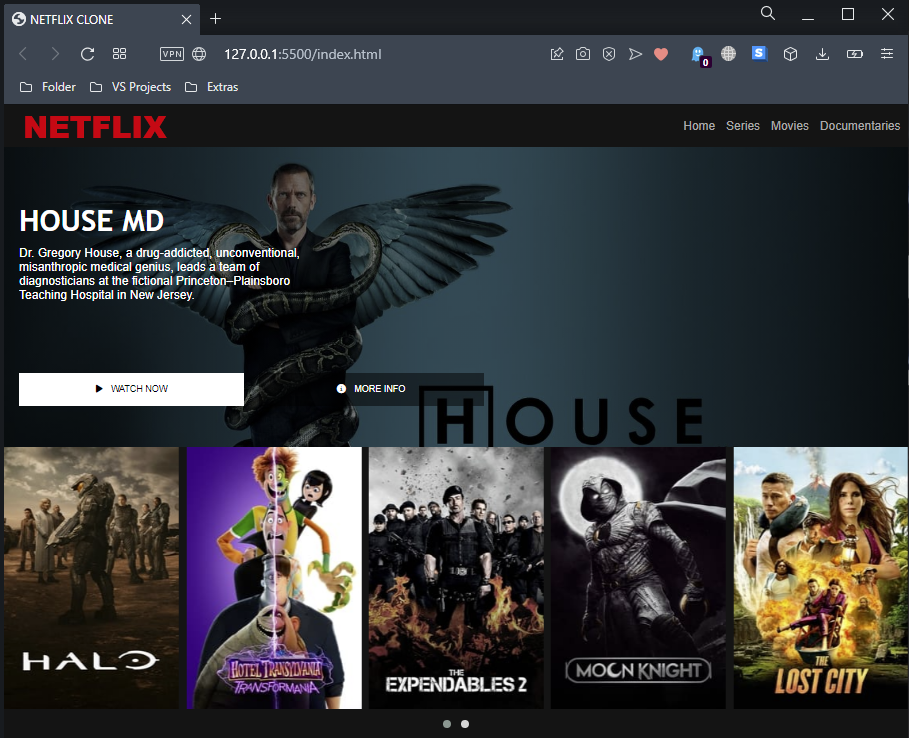 NETFLIX CLONE
VPN
127.0.0.1:5500/index.html
S
0
Folder
VS Projects
Extras
NETFLIX
Home
Series
Movies
Documentaries
HOUSE MD
Dr. Gregory House, a drug-addicted, unconventional,
misanthropic medical genius, leads a team of
diagnosticians at the fictional Princeton–Plainsboro
Teaching Hospital in New Jersey.
WATCH NOW
MORE INFO
HOUSE
HALO
HOTEL TRANSYLVANIA
TRANSFORMANIA
THE
EXPENDABLES 2
MOON KNIGHT
THE
LOST CITY